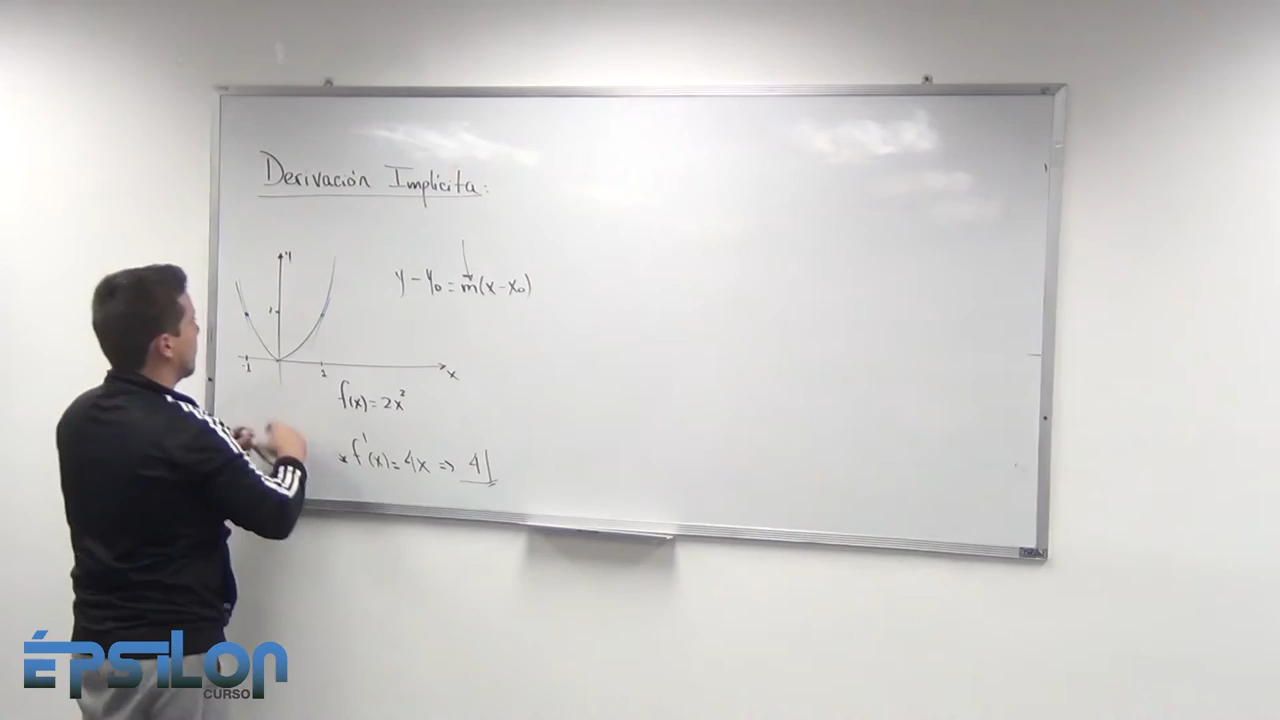 Derivación Implícita:
y
y - y₀ = m(x - x₀)
1
-1
1
x
f(x) = 2x²
* f'(x) = 4x => 4
ÉPSILON
CURSO